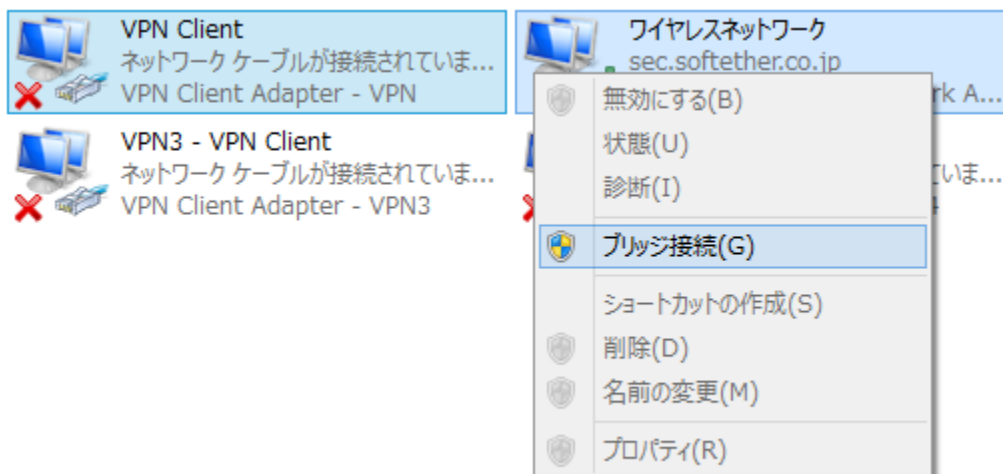 VPN Client
ネットワーク ケーブルが接続されていま...
VPN Client Adapter - VPN
ワイヤレスネットワーク
sec.softether.co.jp
rk A...
VPN3 - VPN Client
ネットワーク ケーブルが接続されていま...
VPN Client Adapter - VPN3
ていま...
無効にする(B)
状態(U)
診断(I)
ブリッジ接続(G)
ショートカットの作成(S)
削除(D)
名前の変更(M)
プロパティ(R)